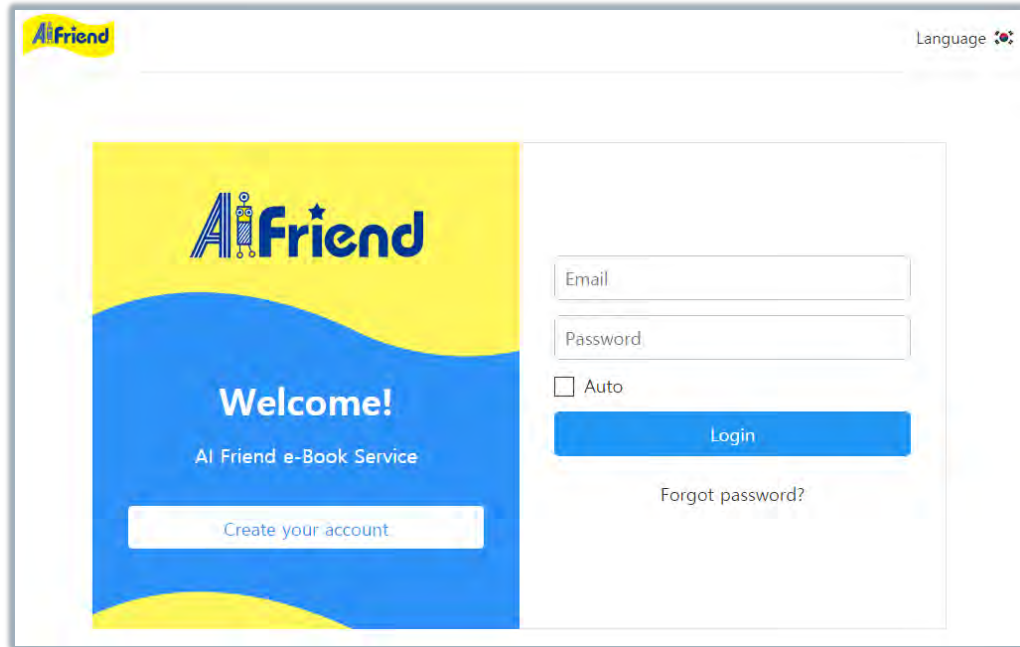 AiFriend
Language
AiFriend
Welcome!
AI Friend e-Book Service
Create your account
Email
Password
Auto
Login
Forgot password?